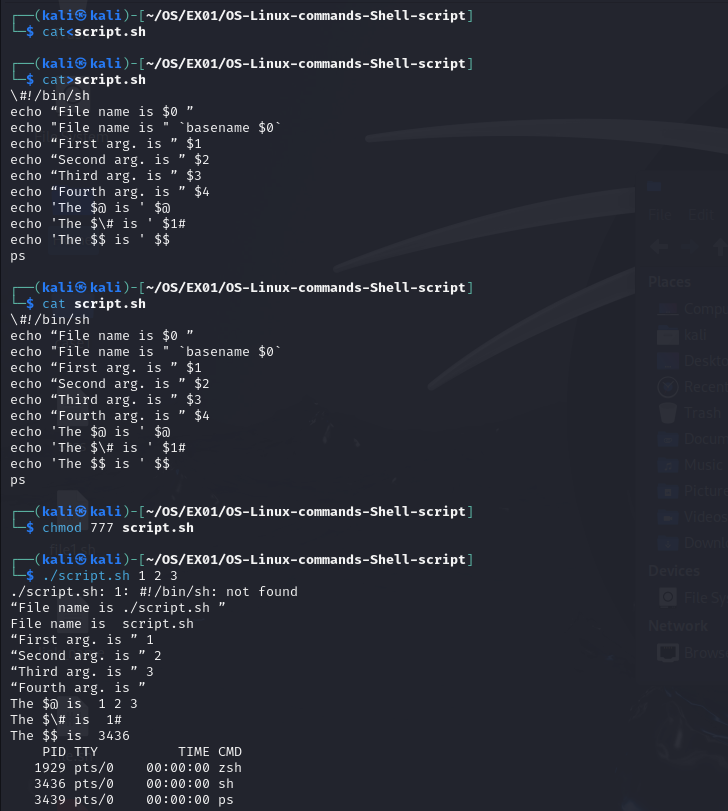 ┌──(kali㉿kali)-[~/OS/EX01/OS-Linux-commands-Shell-script]
└─$ cat<script.sh
┌──(kali㉿kali)-[~/OS/EX01/OS-Linux-commands-Shell-script]
└─$ cat>script.sh
\#!/bin/sh
echo “File name is $0 ”
echo "File name is " `basename $0`
echo “First arg. is ” $1
echo “Second arg. is ” $2
echo “Third arg. is ” $3
echo “Fourth arg. is ” $4
echo 'The $@ is ' $@
echo 'The $\# is ' $1#
echo 'The $$ is ' $$
ps
┌──(kali㉿kali)-[~/OS/EX01/OS-Linux-commands-Shell-script]
└─$ cat script.sh
\#!/bin/sh
echo “File name is $0 ”
echo "File name is " `basename $0`
echo “First arg. is ” $1
echo “Second arg. is ” $2
echo “Third arg. is ” $3
echo “Fourth arg. is ” $4
echo 'The $@ is ' $@
echo 'The $\# is ' $1#
echo 'The $$ is ' $$
ps
┌──(kali㉿kali)-[~/OS/EX01/OS-Linux-commands-Shell-script]
└─$ chmod 777 script.sh
┌──(kali㉿kali)-[~/OS/EX01/OS-Linux-commands-Shell-script]
└─$ ./script.sh 1 2 3
./script.sh: 1: #!/bin/sh: not found
“File name is ./script.sh ”
File name is  script.sh
“First arg. is ” 1
“Second arg. is ” 2
“Third arg. is ” 3
“Fourth arg. is ”
The $@ is  1 2 3
The $\# is  1#
The $$ is  3436
    PID TTY          TIME CMD
   1929 pts/0    00:00:00 zsh
   3436 pts/0    00:00:00 sh
   3439 pts/0    00:00:00 ps
File Edit
Places
kali
Recent
Trash
Music
Devices
Network